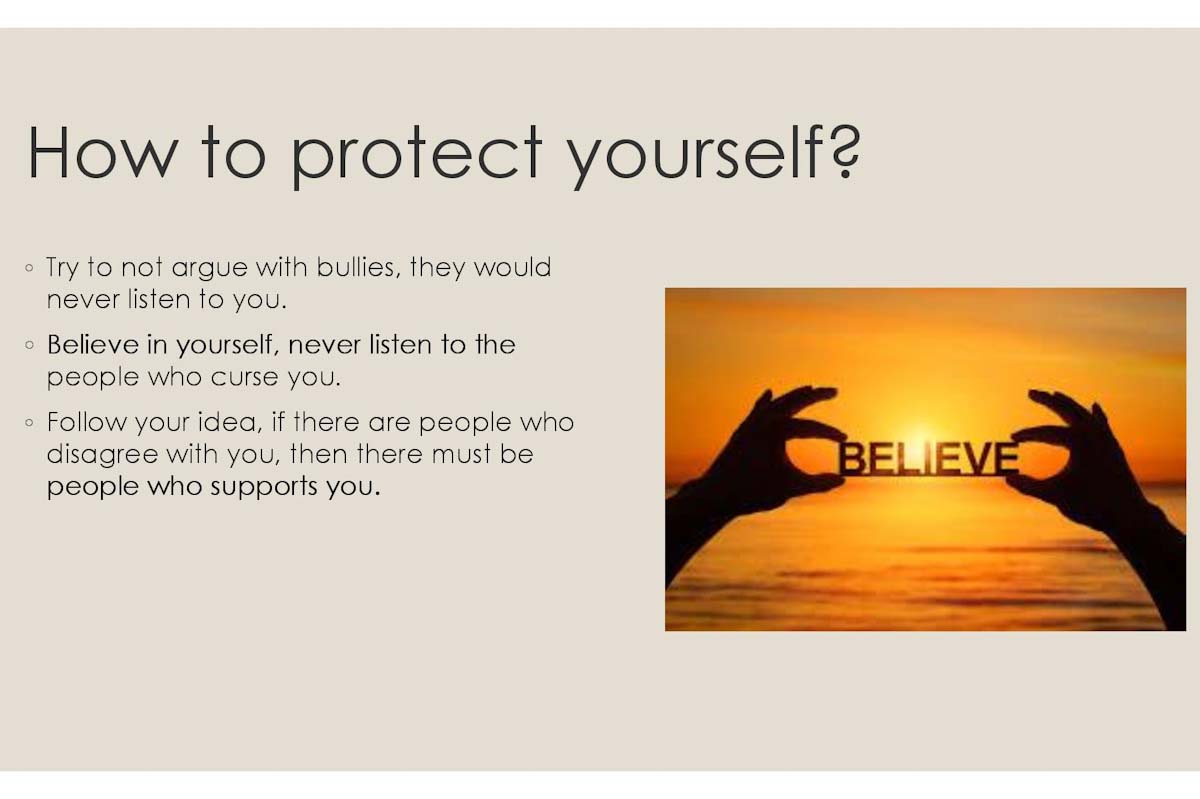 How to protect yourself?
◦ Try to not argue with bullies, they would
never listen to you.
◦ Believe in yourself, never listen to the
people who curse you.
◦ Follow your idea, if there are people who
disagree with you, then there must be
people who supports you.
BELIEVE